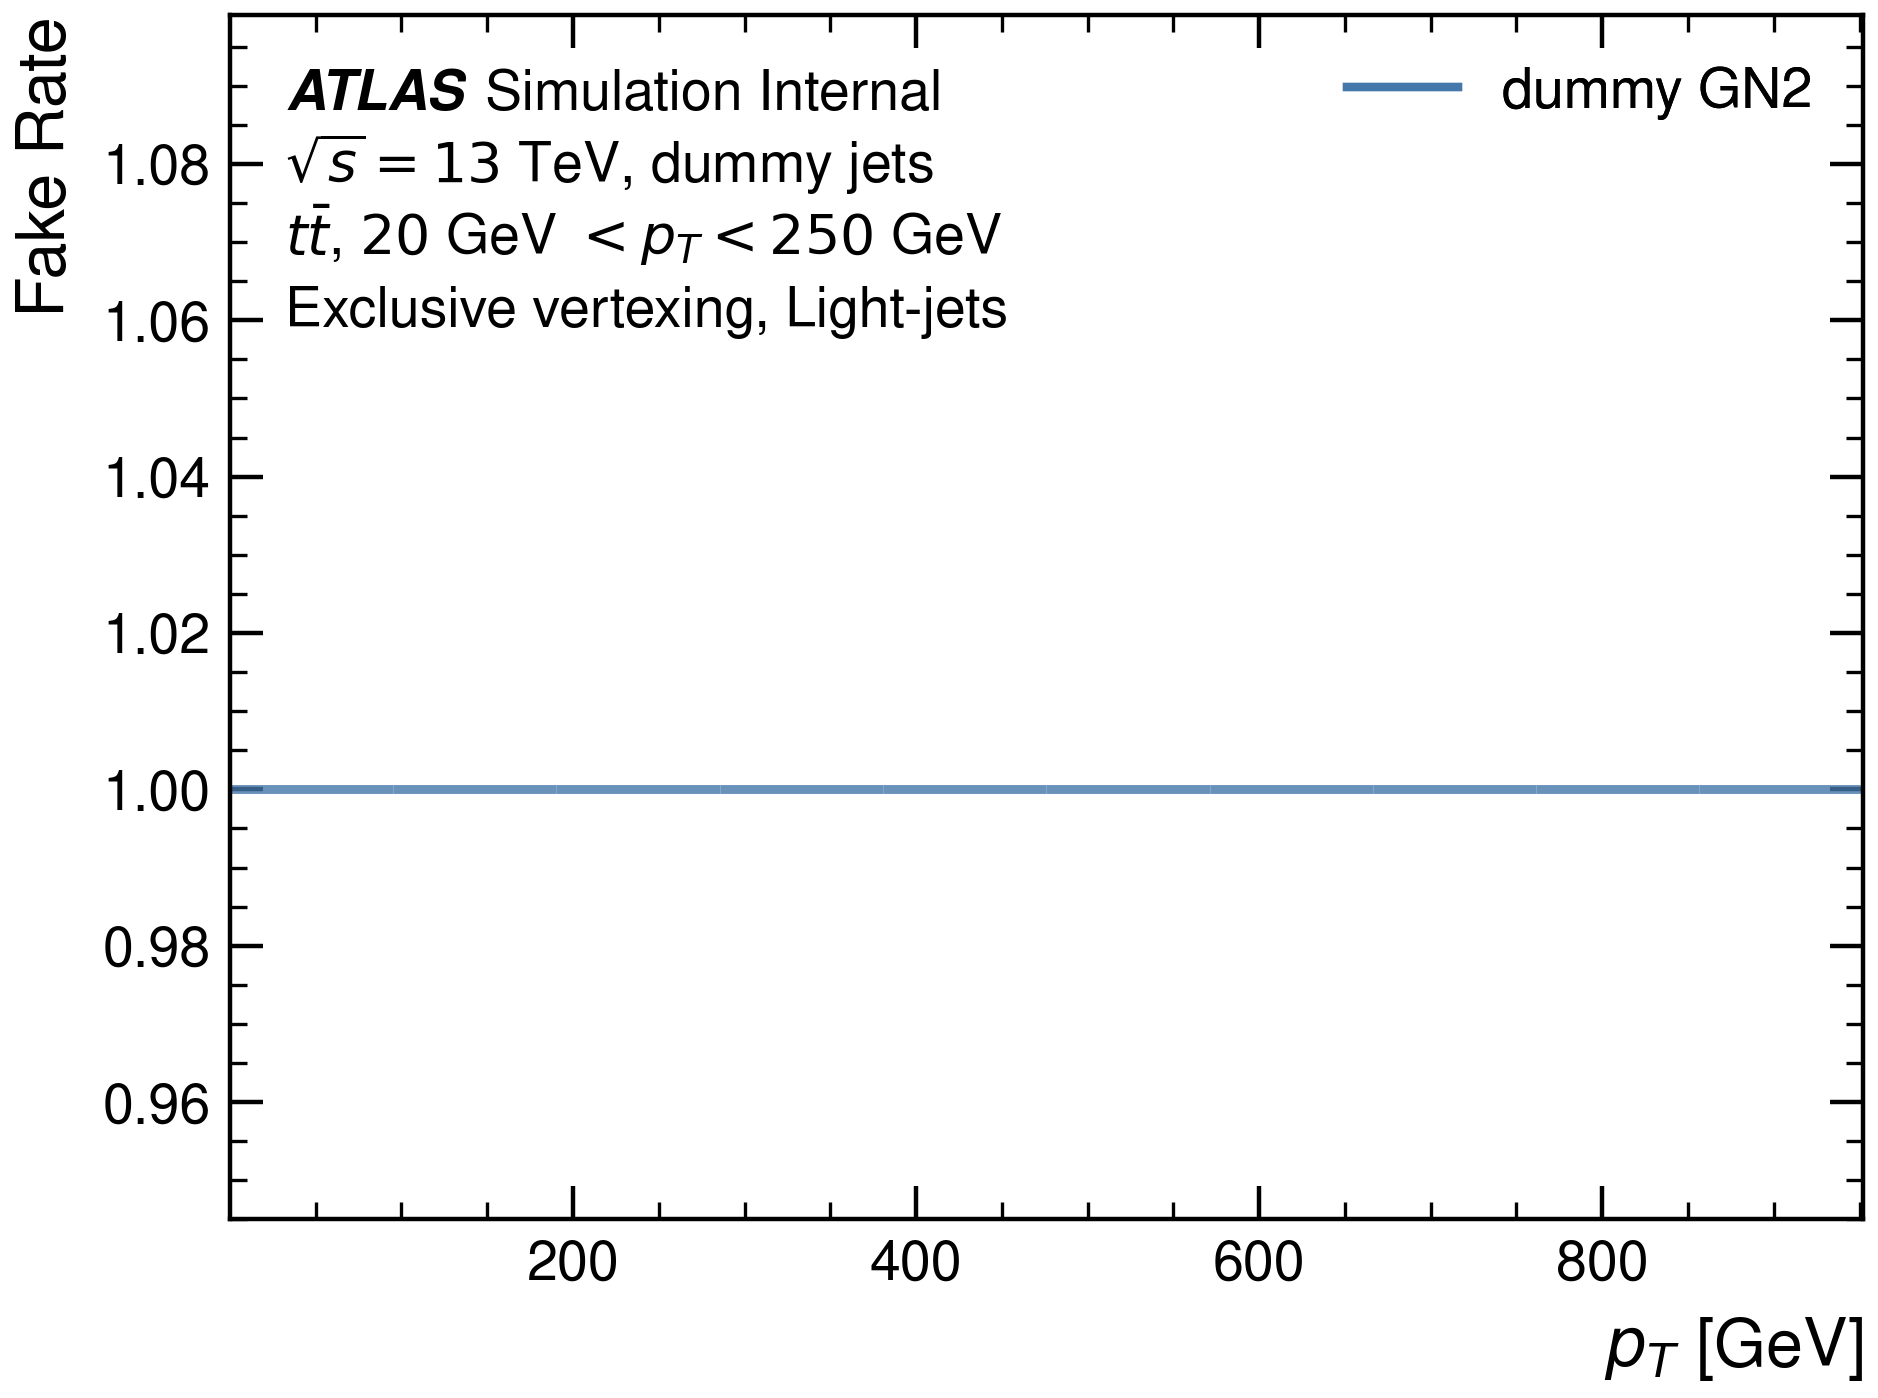 Fake Rate
ATLAS Simulation Internal
√s = 13 TeV, dummy jets
tt̄, 20 GeV < p_T < 250 GeV
Exclusive vertexing, Light-jets
dummy GN2
1.08
1.06
1.04
1.02
1.00
0.98
0.96
200 400 600 800
p_T [GeV]